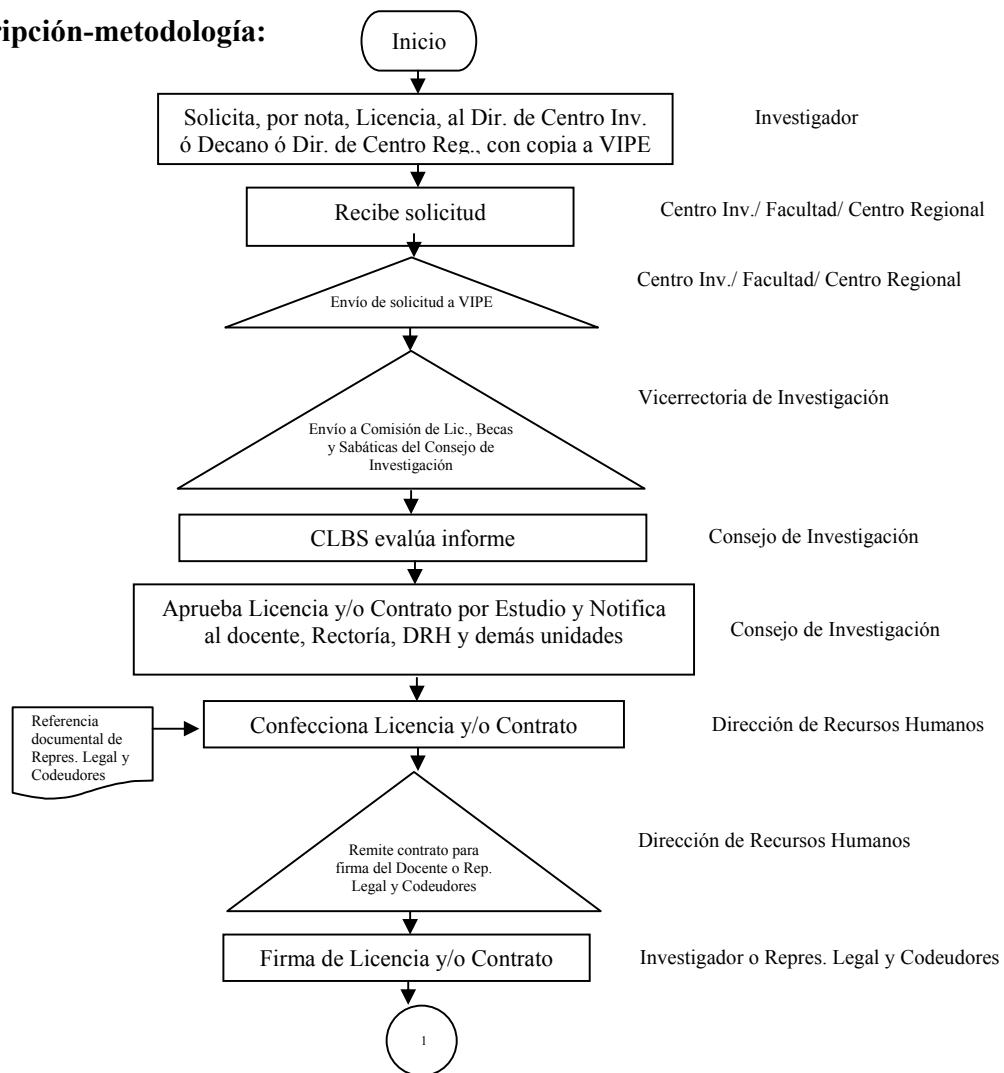 ripción-metodología:
Inicio
Solicita, por nota, Licencia, al Dir. de Centro Inv.
ó Decano ó Dir. de Centro Reg., con copia a VIPE
Investigador
Recibe solicitud
Centro Inv./ Facultad/ Centro Regional
Envío de solicitud a VIPE
Centro Inv./ Facultad/ Centro Regional
Envío a Comisión de Lic., Becas
y Sabáticas del Consejo de
Investigación
Vicerrectoria de Investigación
CLBS evalúa informe
Consejo de Investigación
Aprueba Licencia y/o Contrato por Estudio y Notifica
al docente, Rectoría, DRH y demás unidades
Consejo de Investigación
Referencia
documental de
Repres. Legal y
Codeudores
Confecciona Licencia y/o Contrato
Dirección de Recursos Humanos
Remite contrato para
firma del Docente o Rep.
Legal y Codeudores
Dirección de Recursos Humanos
Firma de Licencia y/o Contrato
Investigador o Repres. Legal y Codeudores
1